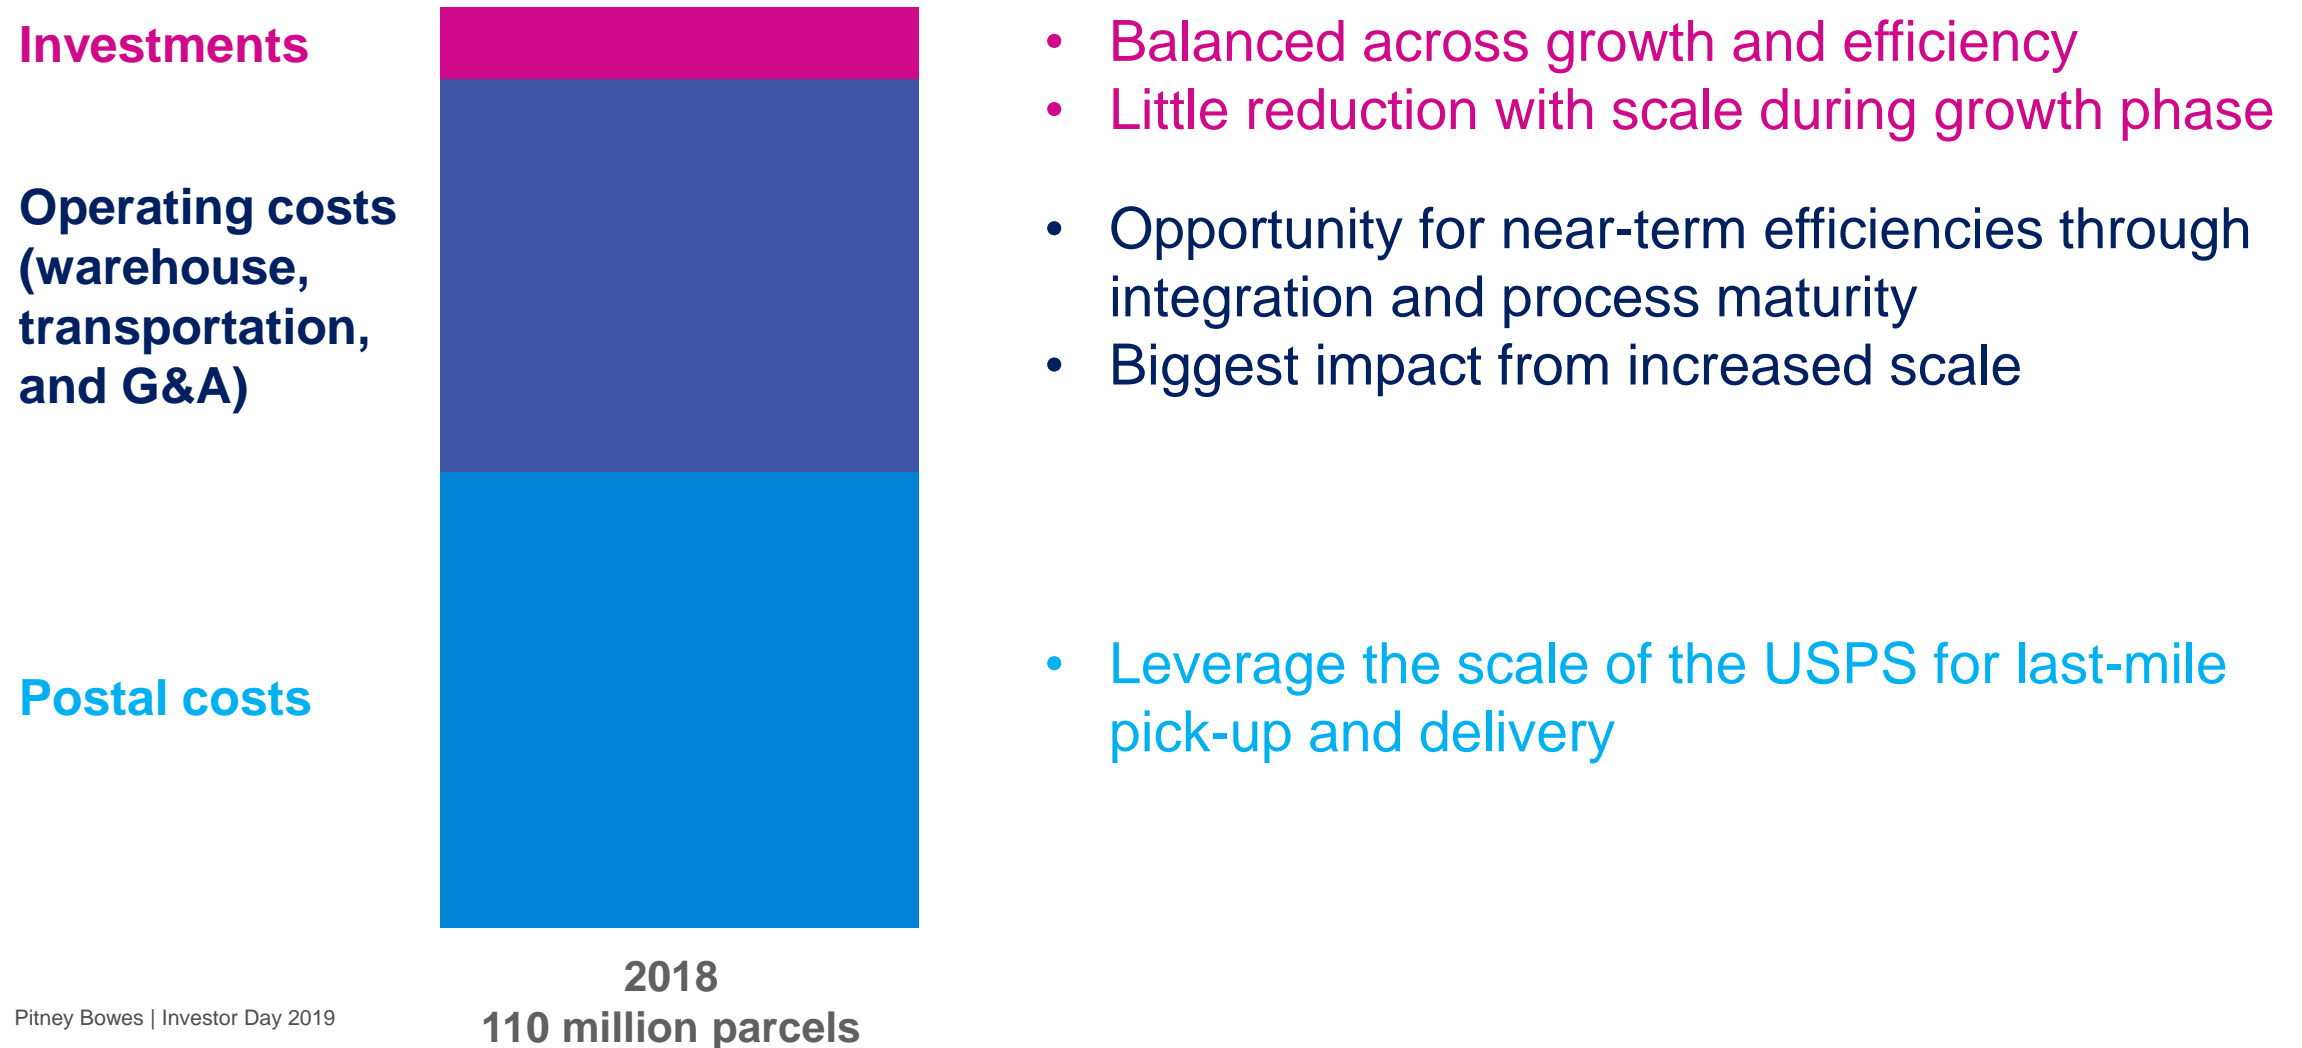 Investments
• Balanced across growth and efficiency
• Little reduction with scale during growth phase
Operating costs
(warehouse,
transportation,
and G&A)
• Opportunity for near-term efficiencies through
integration and process maturity
• Biggest impact from increased scale
Postal costs
• Leverage the scale of the USPS for last-mile
pick-up and delivery
2018
110 million parcels
Pitney Bowes | Investor Day 2019